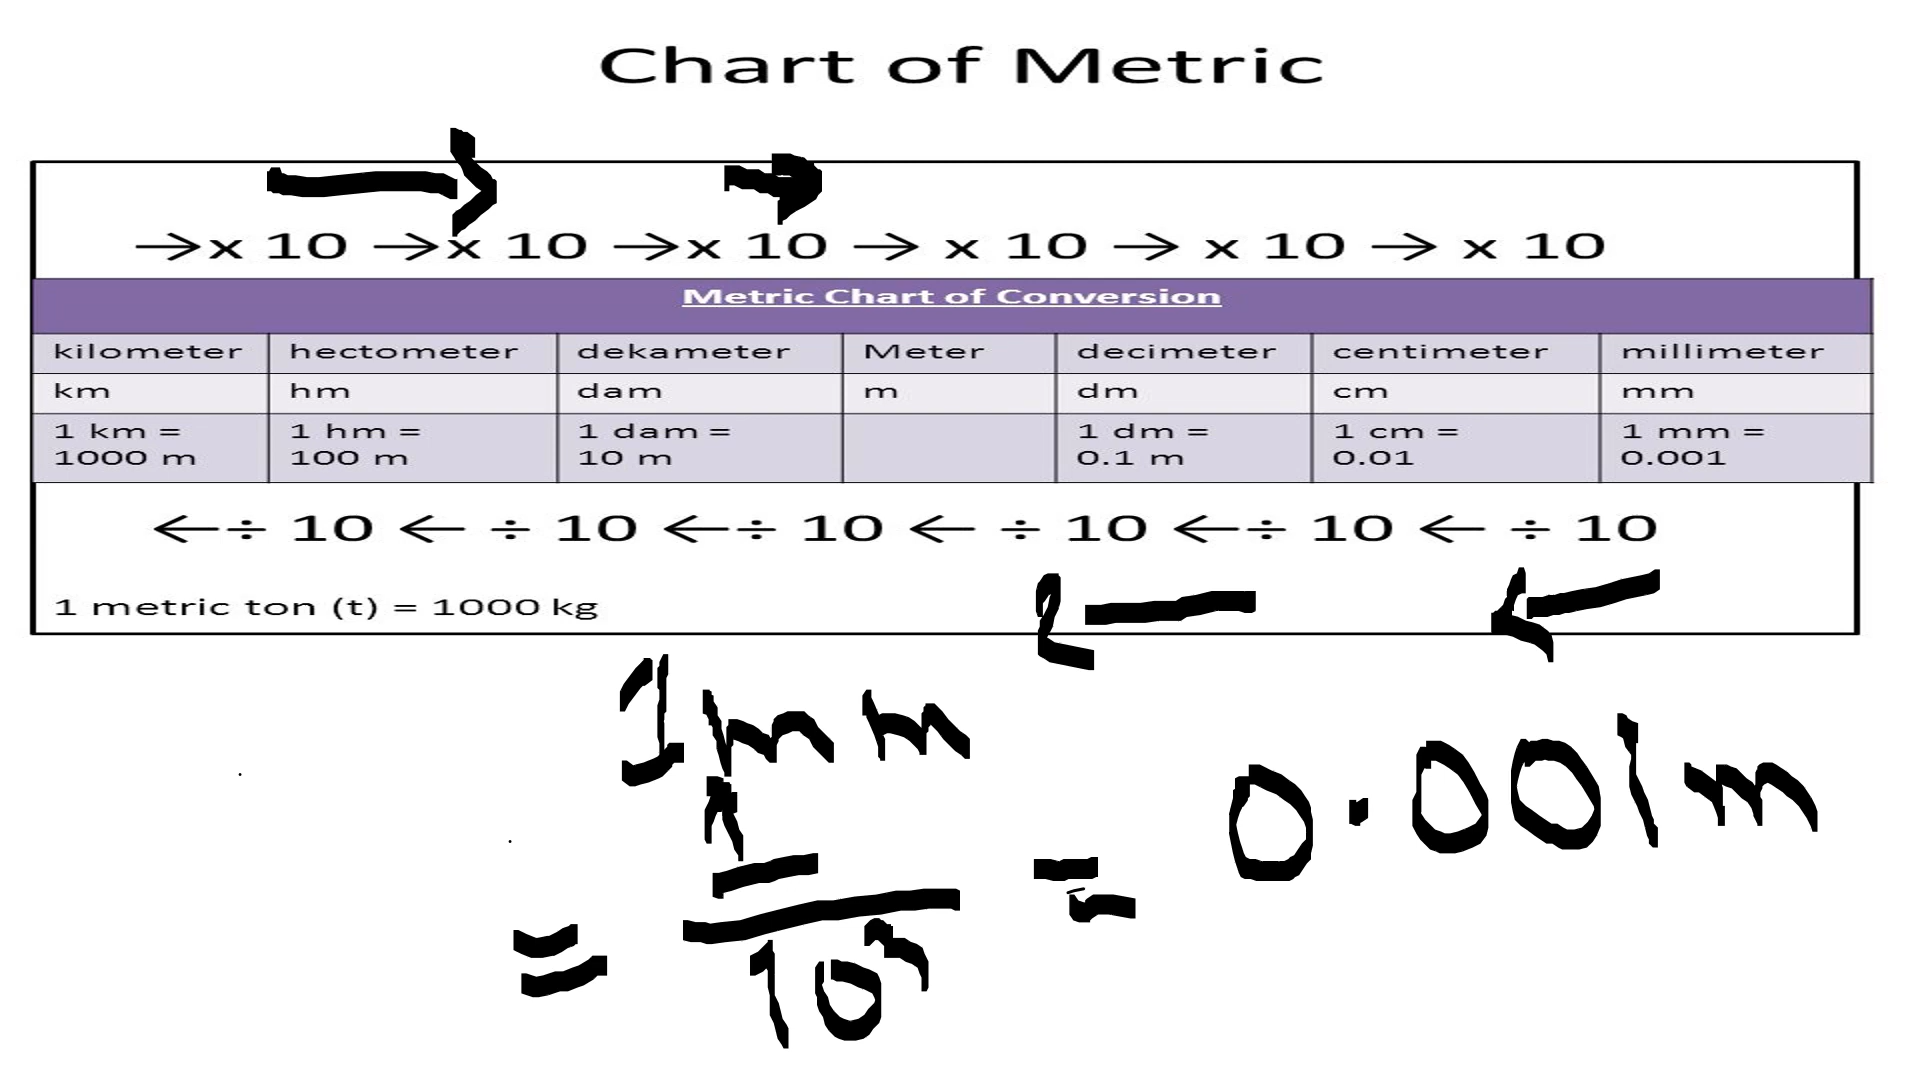 Chart of Metric
→x 10 →x 10 →x 10 → x 10 → x 10 → x 10
Metric Chart of Conversion
kilometer hectometer dekameter Meter decimeter centimeter millimeter
km hm dam m dm cm mm
1 km = 1 hm = 1 dam = 1 dm = 1 cm = 1 mm =
1000 m 100 m 10 m 0.1 m 0.01 0.001
←÷ 10 ← ÷ 10 ←÷ 10 ← ÷ 10 ←÷ 10 ← ÷ 10
1 metric ton (t) = 1000 kg
1mm
= 1/10 = 0.001m